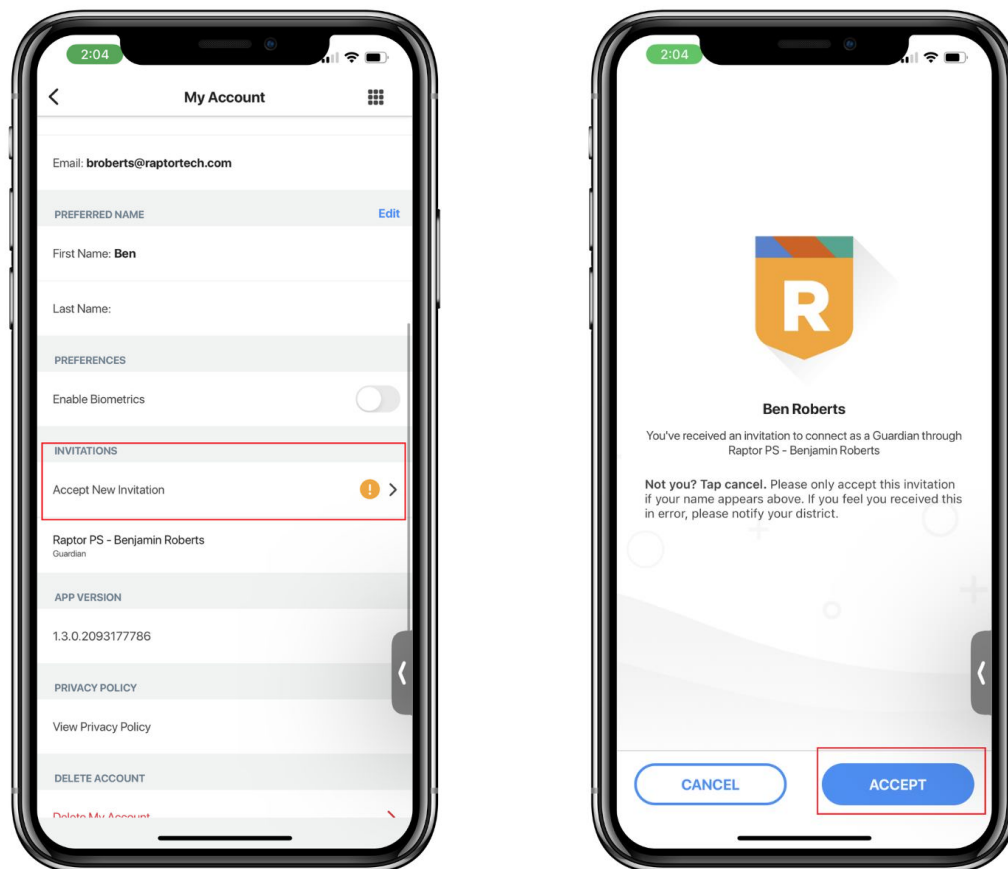 2:04
My Account
Email: broberts@raptortech.com
PREFERRED NAME Edit
First Name: Ben
Last Name:
PREFERENCES
Enable Biometrics
INVITATIONS
Accept New Invitation
!
Raptor PS - Benjamin Roberts
Guardian
APP VERSION
1.3.0.2093177786
PRIVACY POLICY
View Privacy Policy
DELETE ACCOUNT
Delete My Account
2:04
R
Ben Roberts
You've received an invitation to connect as a Guardian through
Raptor PS - Benjamin Roberts
Not you? Tap cancel. Please only accept this invitation
if your name appears above. If you feel you received this
in error, please notify your district.
CANCEL
ACCEPT